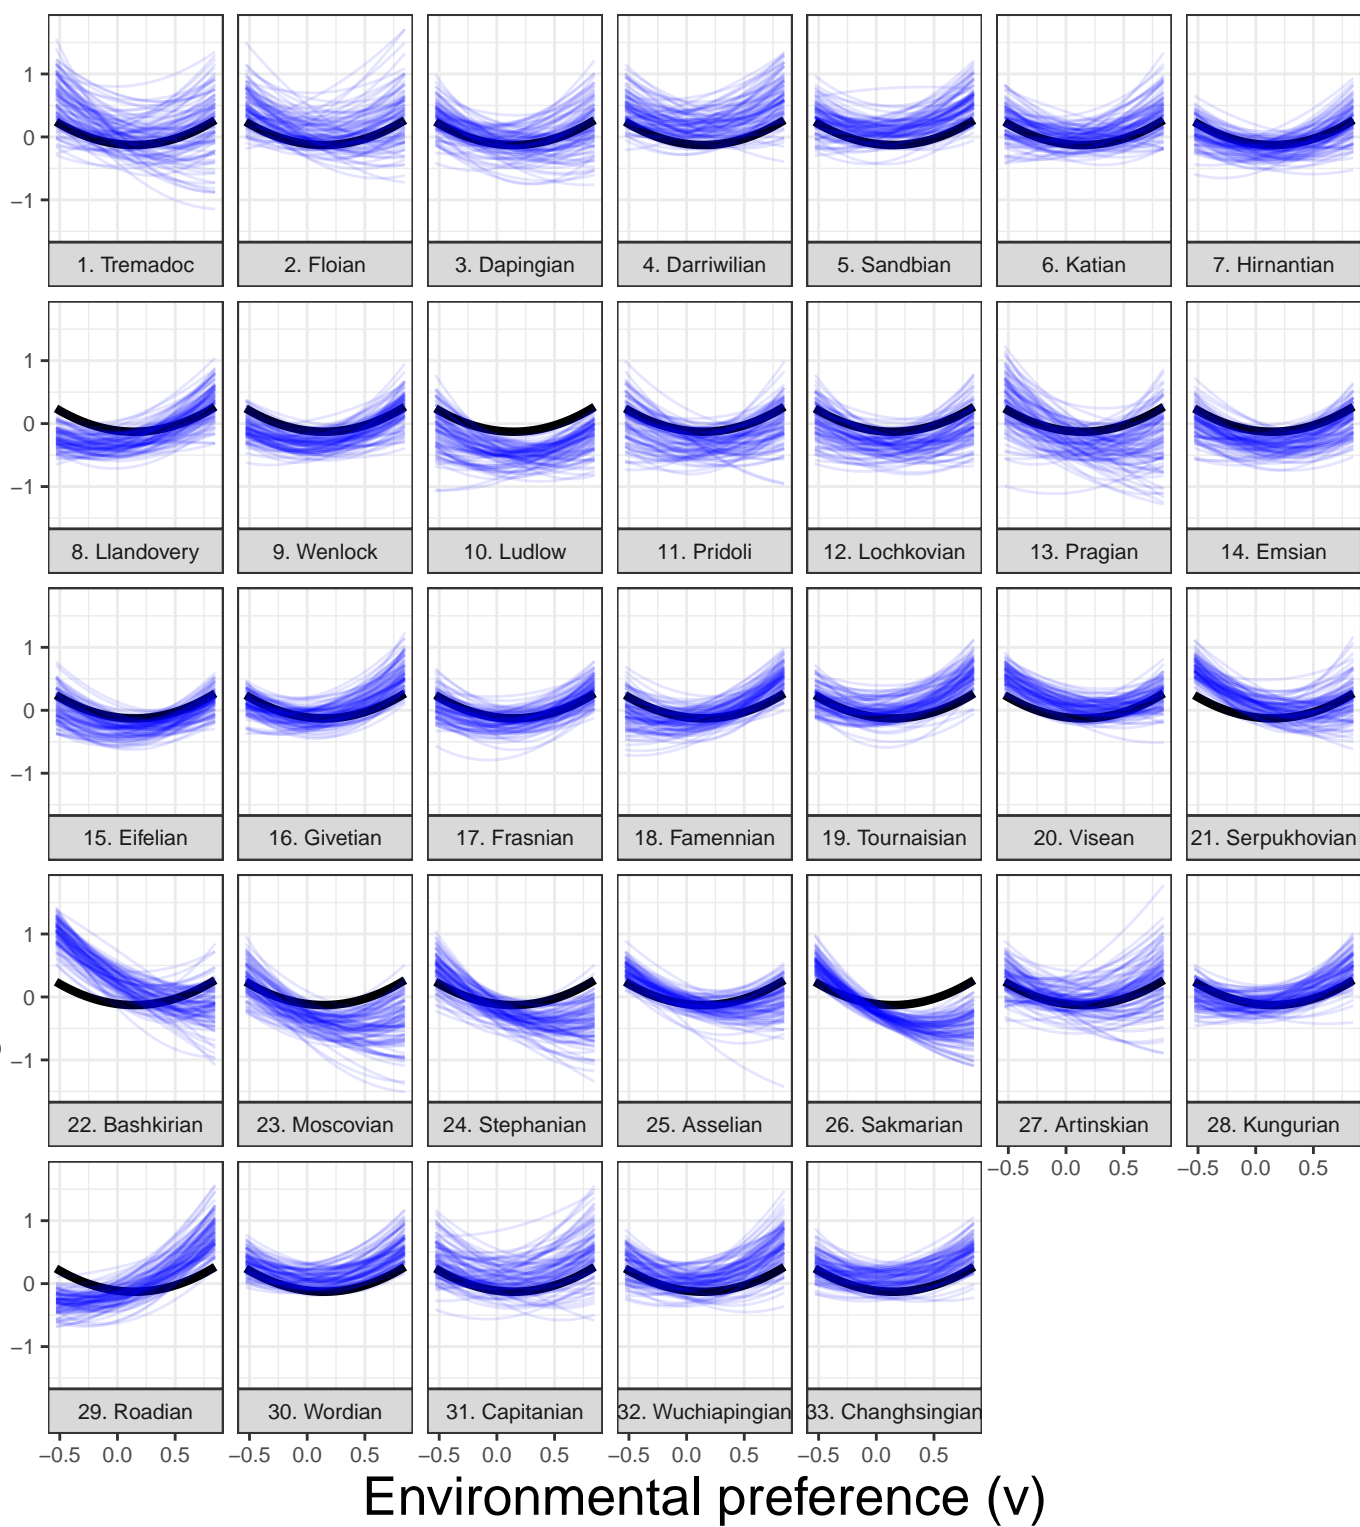 1
0
−1
1. Tremadoc
2. Floian
3. Dapingian
4. Darriwilian
5. Sandbian
6. Katian
7. Hirnantian
1
0
−1
8. Llandovery
9. Wenlock
10. Ludlow
11. Pridoli
12. Lochkovian
13. Pragian
14. Emsian
1
0
−1
15. Eifelian
16. Givetian
17. Frasnian
18. Famennian
19. Tournaisian
20. Visean
21. Serpukhovian
1
0
−1
22. Bashkirian
23. Moscovian
24. Stephanian
25. Asselian
26. Sakmarian
27. Artinskian
28. Kungurian
−0.5 0.0 0.5
−0.5 0.0 0.5
1
0
−1
29. Roadian
30. Wordian
31. Capitanian
32. Wuchiapingian
33. Changhsingian
−0.5 0.0 0.5
−0.5 0.0 0.5
−0.5 0.0 0.5
−0.5 0.0 0.5
−0.5 0.0 0.5
Environmental preference (v)